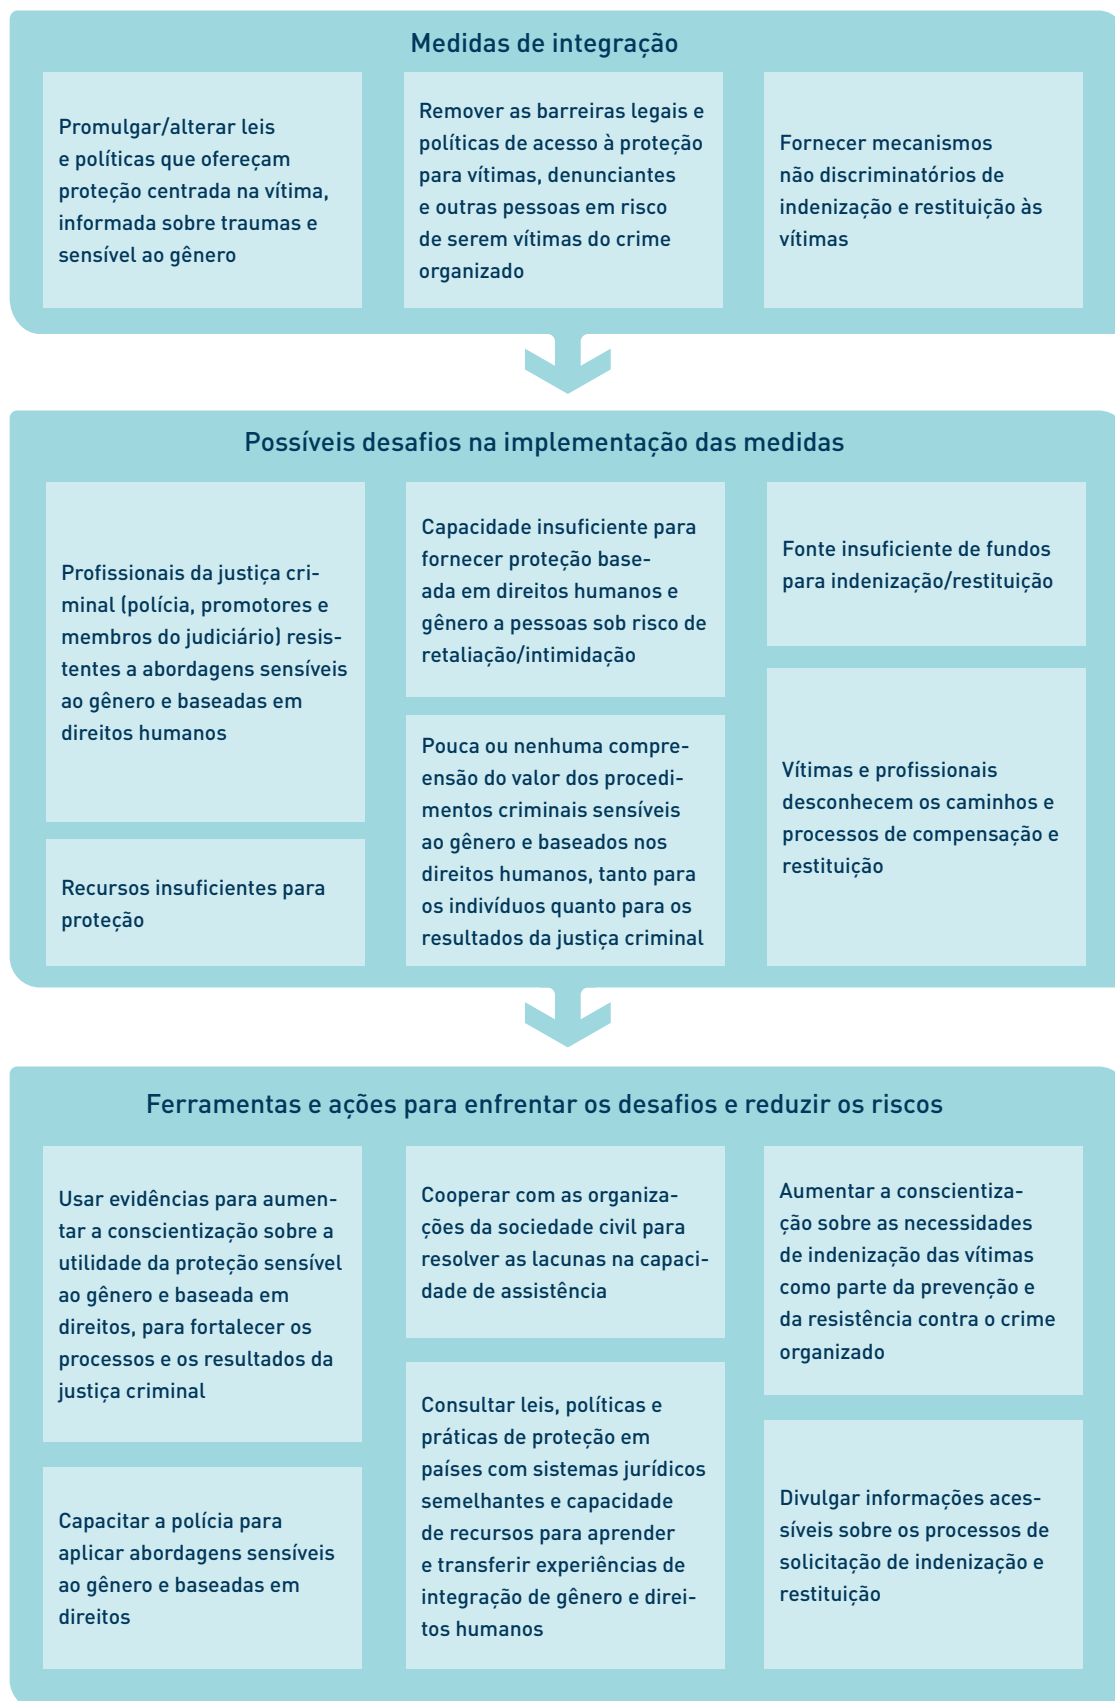 Medidas de integração
Promulgar/alterar leis
e políticas que ofereçam
proteção centrada na vítima,
informada sobre traumas e
sensível ao gênero
Remover as barreiras legais e
políticas de acesso à proteção
para vítimas, denunciantes
e outras pessoas em risco
de serem vítimas do crime
organizado
Fornecer mecanismos
não discriminatórios de
indenização e restituição às
vítimas
Possíveis desafios na implementação das medidas
Profissionais da justiça cri-
minal (polícia, promotores e
membros do judiciário) resis-
tentes a abordagens sensíveis
ao gênero e baseadas em
direitos humanos
Recursos insuficientes para
proteção
Capacidade insuficiente para
fornecer proteção base-
ada em direitos humanos e
gênero a pessoas sob risco de
retaliação/intimidação
Pouca ou nenhuma compre-
ensão do valor dos procedi-
mentos criminais sensíveis
ao gênero e baseados nos
direitos humanos, tanto para
os indivíduos quanto para os
resultados da justiça criminal
Fonte insuficiente de fundos
para indenização/restituição
Vítimas e profissionais
desconhecem os caminhos e
processos de compensação e
restituição
Ferramentas e ações para enfrentar os desafios e reduzir os riscos
Usar evidências para aumen-
tar a conscientização sobre a
utilidade da proteção sensível
ao gênero e baseada em
direitos, para fortalecer os
processos e os resultados da
justiça criminal
Capacitar a polícia para
aplicar abordagens sensíveis
ao gênero e baseadas em
direitos
Cooperar com as organiza-
ções da sociedade civil para
resolver as lacunas na capaci-
dade de assistência
Consultar leis, políticas e
práticas de proteção em
países com sistemas jurídicos
semelhantes e capacidade
de recursos para aprender
e transferir experiências de
integração de gênero e direi-
tos humanos
Aumentar a conscientiza-
ção sobre as necessidades
de indenização das vítimas
como parte da prevenção e
da resistência contra o crime
organizado
Divulgar informações aces-
síveis sobre os processos de
solicitação de indenização e
restituição